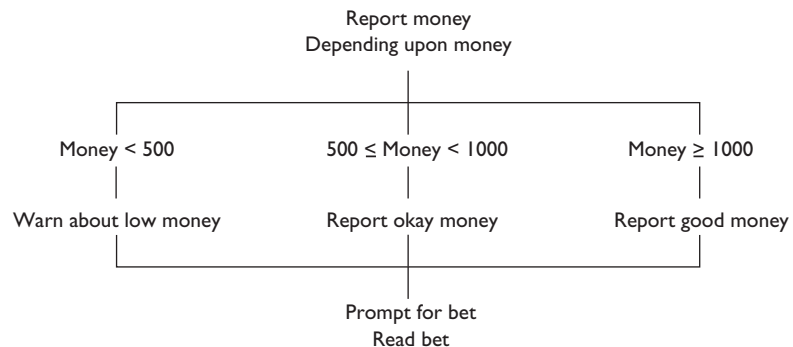 Report money
Depending upon money
Money < 500
500 ≤ Money < 1000
Money ≥ 1000
Warn about low money
Report okay money
Report good money
Prompt for bet
Read bet